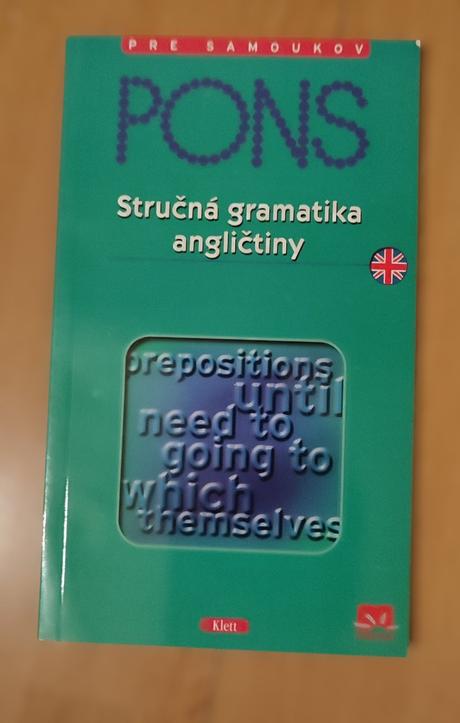 PRE SAMOUKOV
PONS
Stručná gramatika
angličtiny
prepositions
until
need to
going to
which
themselves
Klett